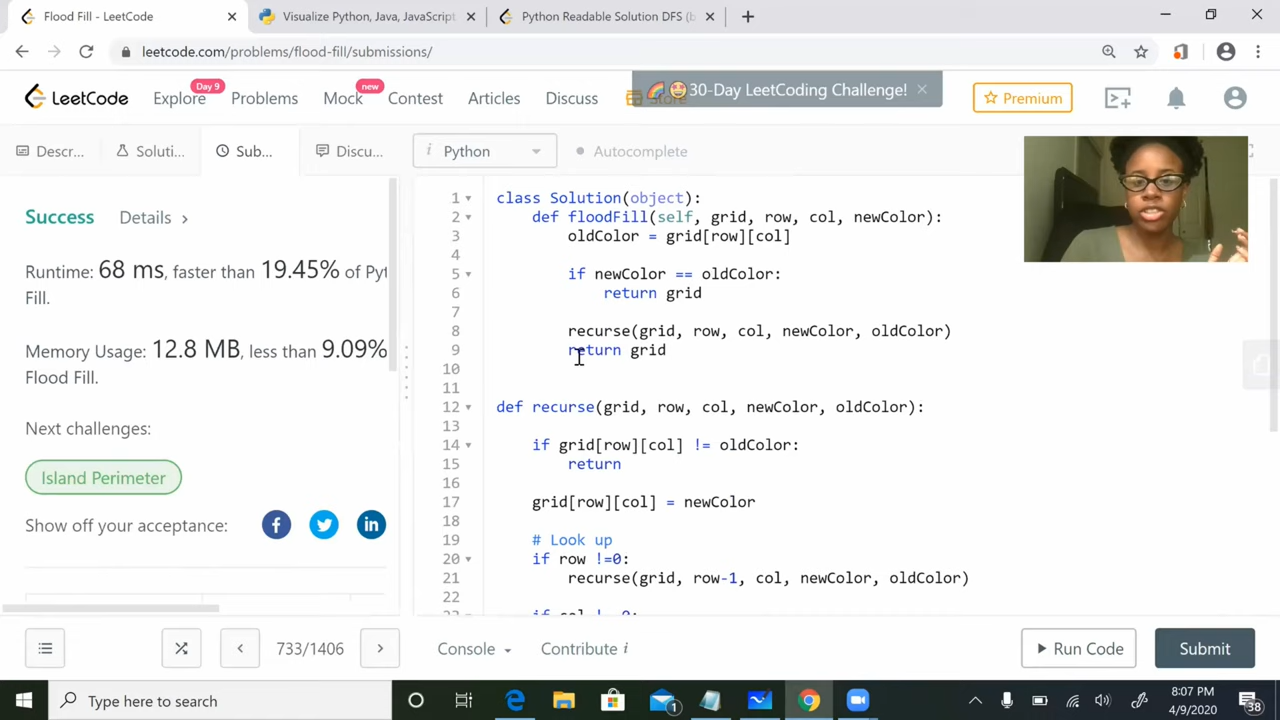 Flood Fill - LeetCode
Visualize Python, Java, JavaScript
Python Readable Solution DFS (b
leetcode.com/problems/flood-fill/submissions/
LeetCode
Explore
Day 9
Problems
Mock
new
Contest
Articles
Discuss
Store
30-Day LeetCoding Challenge!
Premium
Descr...
Soluti...
Sub...
Discu...
i Python
Autocomplete
Success
Details
Runtime: 68 ms, faster than 19.45% of Pyt
Fill.
Memory Usage: 12.8 MB, less than 9.09%
Flood Fill.
Next challenges:
Island Perimeter
Show off your acceptance:
1 class Solution(object):
2 def floodFill(self, grid, row, col, newColor):
3 oldColor = grid[row][col]
4
5 if newColor == oldColor:
6 return grid
7
8 recurse(grid, row, col, newColor, oldColor)
9 return grid
10
11
12 def recurse(grid, row, col, newColor, oldColor):
13
14 if grid[row][col] != oldColor:
15 return
16
17 grid[row][col] = newColor
18
19 # Look up
20 if row !=0:
21 recurse(grid, row-1, col, newColor, oldColor)
22
23 if col != 0:
733/1406
Console
Contribute i
Run Code
Submit
Type here to search
1
8:07 PM
4/9/2020
38